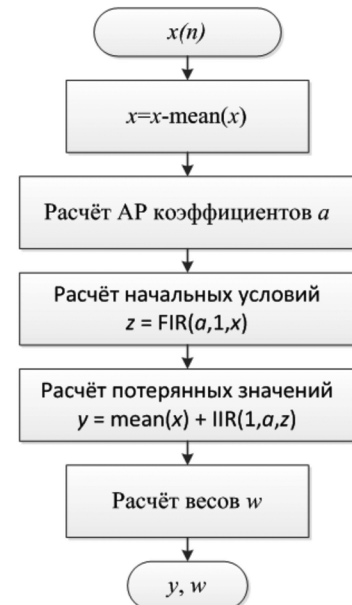 x(n)
x=x-mean(x)
Расчёт АР коэффициентов a
Расчёт начальных условий
z = FIR(a,1,x)
Расчёт потерянных значений
y = mean(x) + IIR(1,a,z)
Расчёт весов w
y, w